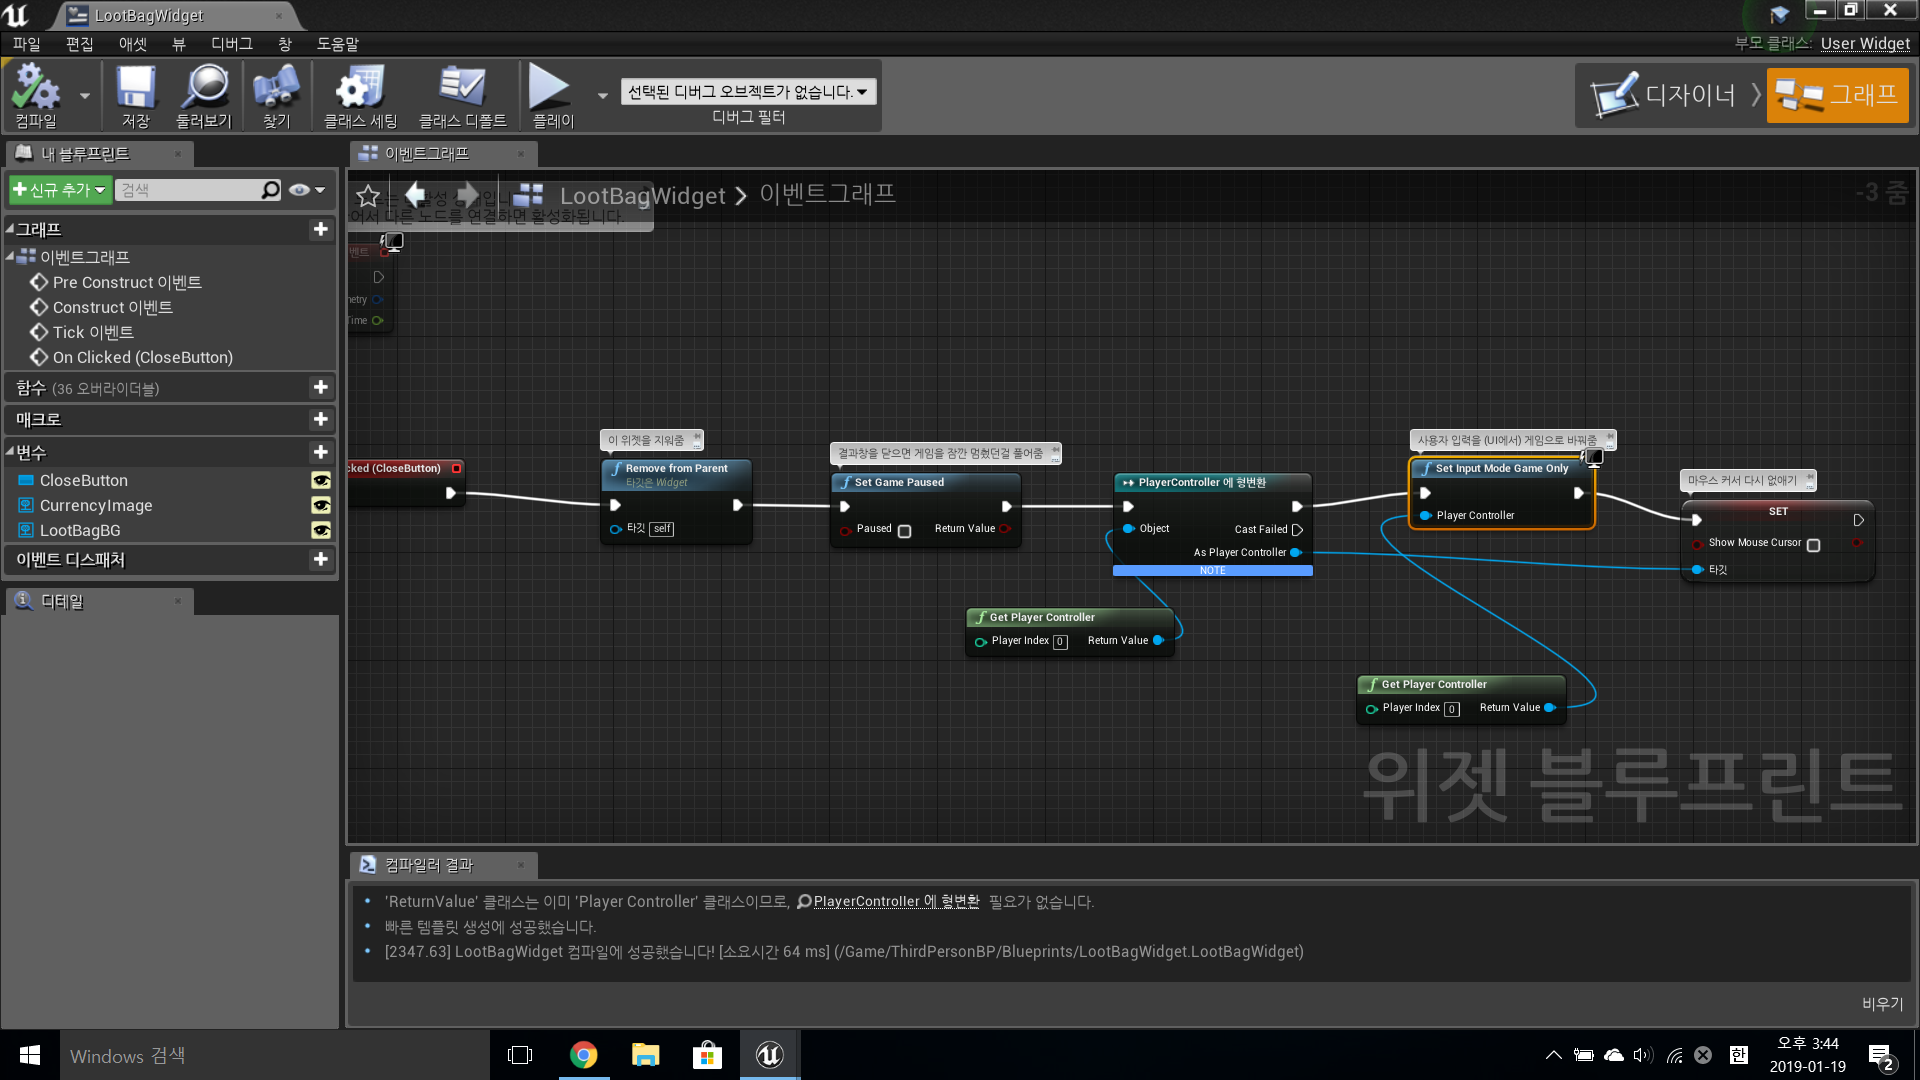 LootBagWidget
파일 편집 애셋 뷰 디버그 창 도움말
부모 클래스: User Widget
컴파일 저장 둘러보기 찾기 클래스 세팅 클래스 디폴트 플레이
선택된 디버그 오브젝트가 없습니다.
디버그 필터
디자이너 그래프
내 블루프린트
이벤트그래프
신규 추가 검색
LootBagWidget 이벤트그래프
-3 줌
어서 다른 노드를 연결하면 활성화됩니다.
그래프
이벤트그래프
Pre Construct 이벤트
Construct 이벤트
Tick 이벤트
On Clicked (CloseButton)
함수 (36 오버라이더블)
매크로
변수
CloseButton
CurrencyImage
LootBagBG
이벤트 디스패처
디테일
벤트
metry
Time
cked (CloseButton)
이 위젯을 지워줌
Remove from Parent
타깃은 Widget
타깃 self
결과창을 닫으면 게임을 잠깐 멈췄던걸 풀어줌
Set Game Paused
Paused Return Value
PlayerController 에 형변환
Object
Cast Failed
As Player Controller
NOTE
사용자 입력을 (UI에서) 게임으로 바꿔줌
Set Input Mode Game Only
Player Controller
마우스 커서 다시 없애기
SET
Show Mouse Cursor
타깃
Get Player Controller
Player Index 0 Return Value
Get Player Controller
Player Index 0 Return Value
위젯 블루프린트
컴파일러 결과
'ReturnValue' 클래스는 이미 'Player Controller' 클래스이므로, PlayerController 에 형변환 필요가 없습니다.
빠른 템플릿 생성에 성공했습니다.
[2347.63] LootBagWidget 컴파일에 성공했습니다! [소요시간 64 ms] (/Game/ThirdPersonBP/Blueprints/LootBagWidget.LootBagWidget)
비우기
Windows 검색
한
오후 3:44
2019-01-19
2